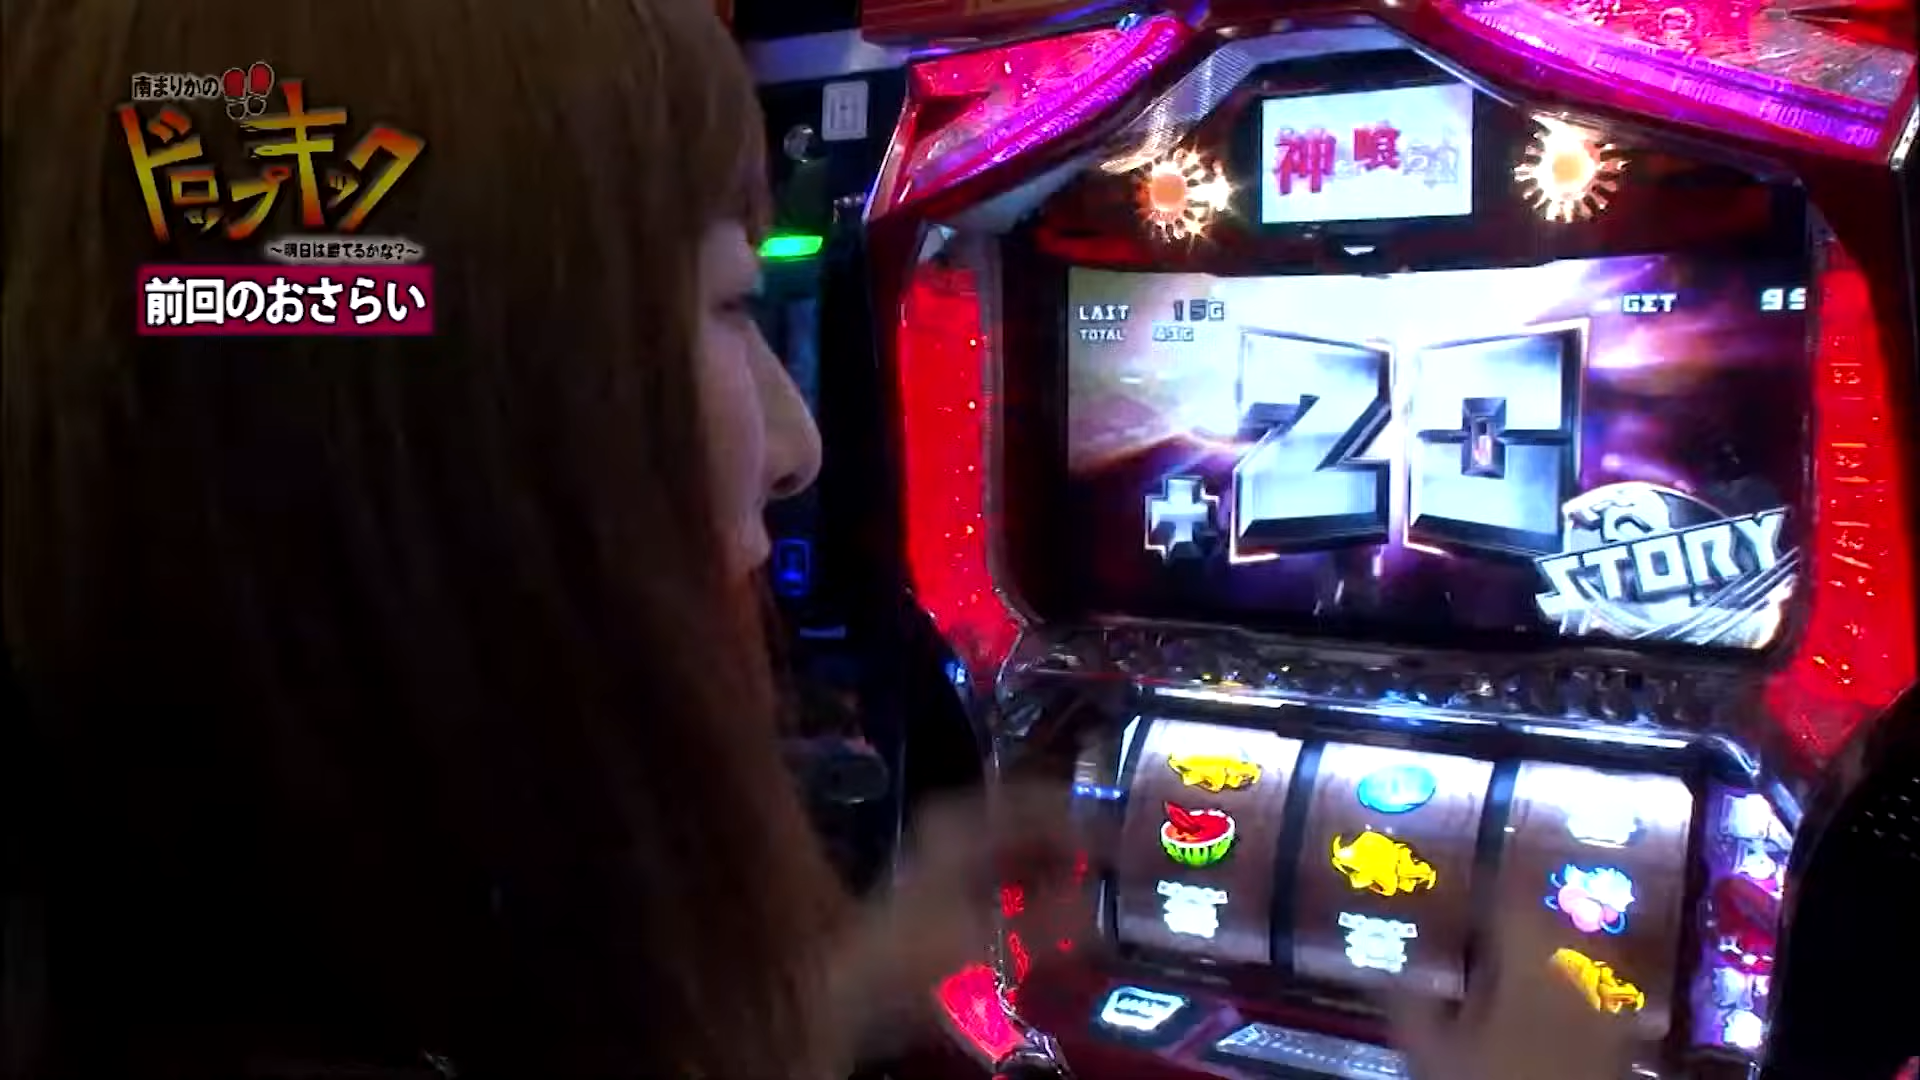 南まりかの
ドロップキック
~明日は勝てるかな?~
前回のおさらい
神 喰
LAST 15G
TOTAL 43G
GET
+20
STORY